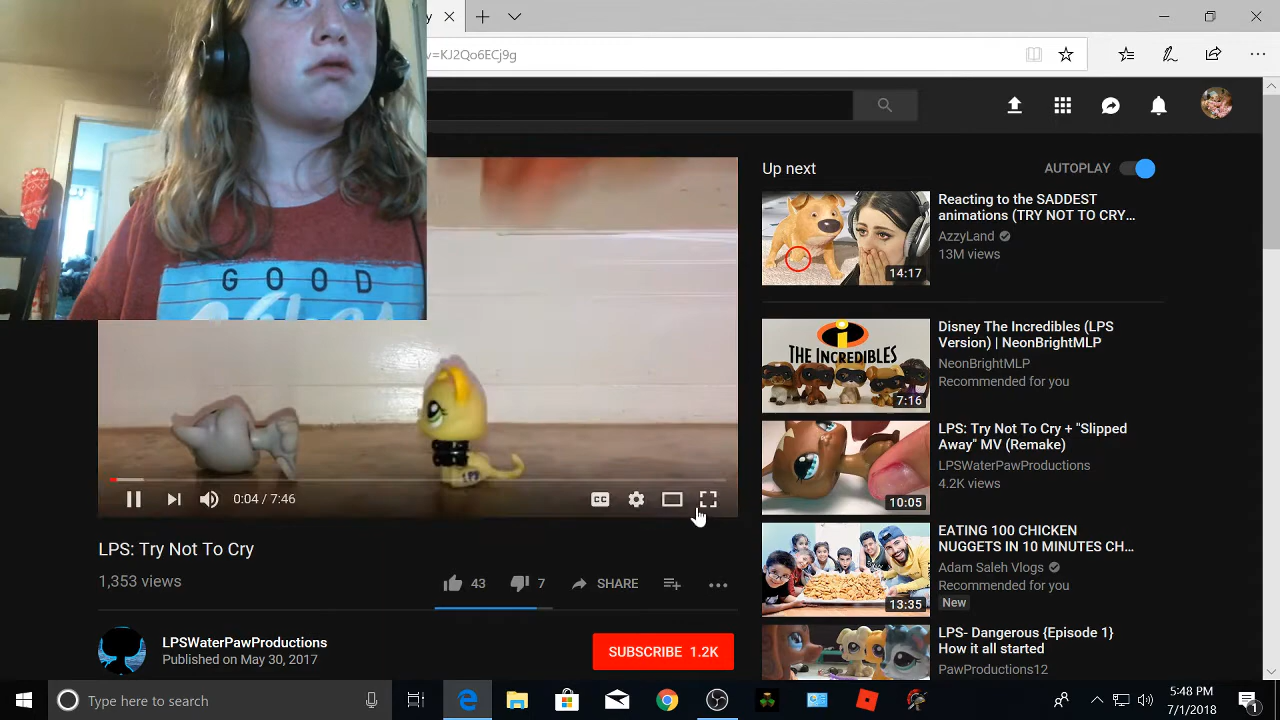 y
v=KJ2Qo6ECj9g
GOOD
Up next
AUTOPLAY
Reacting to the SADDEST
animations (TRY NOT TO CRY...
AzzyLand
13M views
14:17
THE INCREDIBLES
7:16
Disney The Incredibles (LPS
Version) | NeonBrightMLP
NeonBrightMLP
Recommended for you
LPS: Try Not To Cry + "Slipped
Away" MV (Remake)
LPSWaterPawProductions
4.2K views
10:05
EATING 100 CHICKEN
NUGGETS IN 10 MINUTES CH...
Adam Saleh Vlogs
Recommended for you
New
13:35
LPS- Dangerous {Episode 1}
How it all started
PawProductions12
0:04 / 7:46
CC
LPS: Try Not To Cry
1,353 views
43
7
SHARE
LPSWaterPawProductions
Published on May 30, 2017
SUBSCRIBE 1.2K
Type here to search
5:48 PM
7/1/2018
1